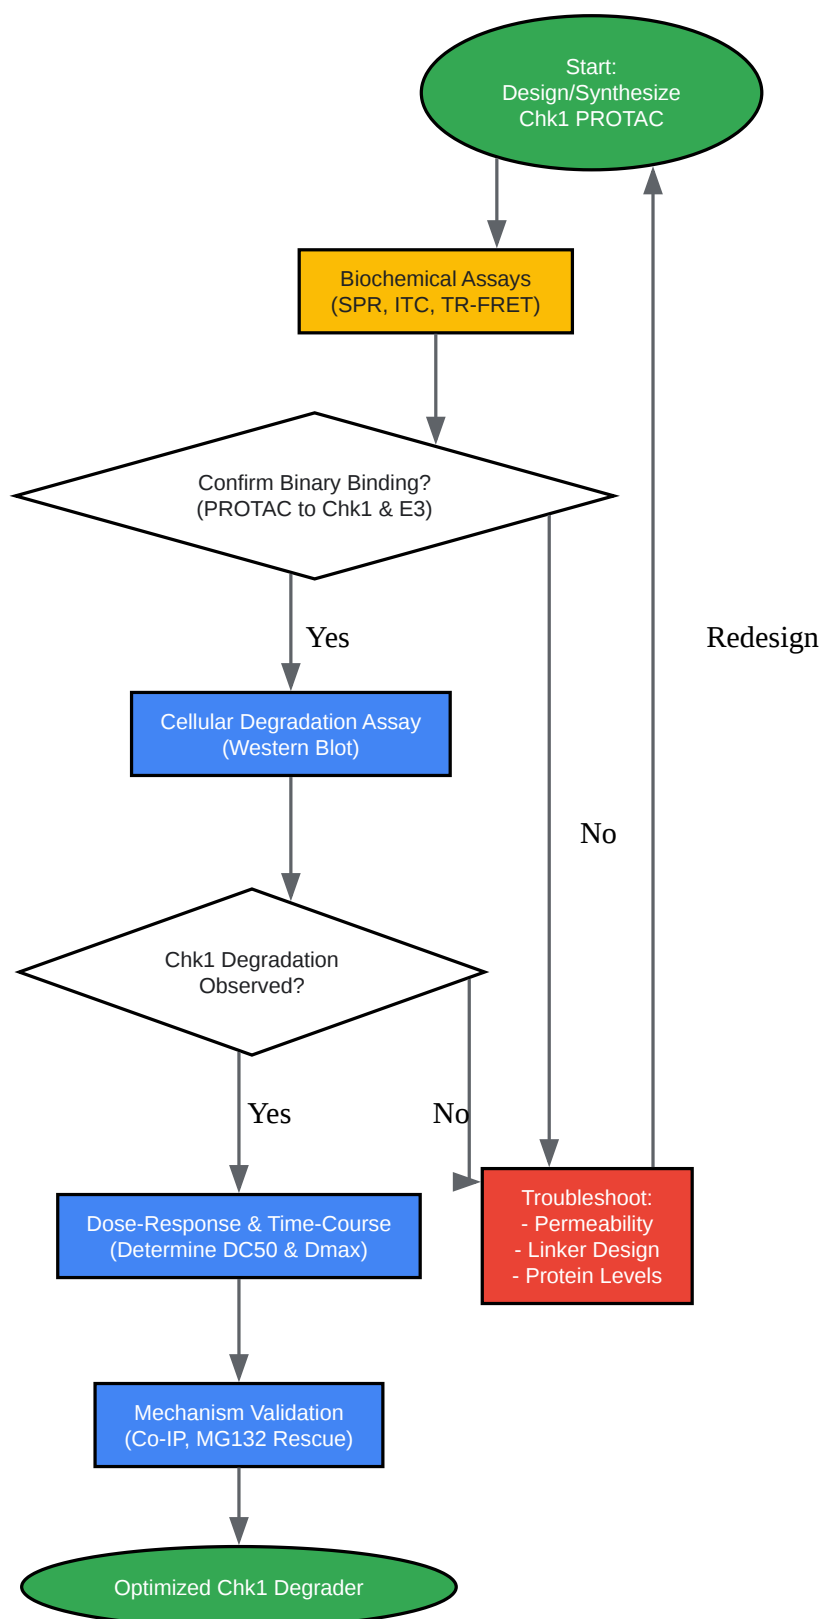 Start:
Design/Synthesize
Chk1 PROTAC
Biochemical Assays
(SPR, ITC, TR-FRET)
Confirm Binary Binding?
(PROTAC to Chk1 & E3)
Yes
Redesign
Cellular Degradation Assay
(Western Blot)
No
Chk1 Degradation
Observed?
Yes
No
Dose-Response & Time-Course
(Determine DC50 & Dmax)
Troubleshoot:
- Permeability
- Linker Design
- Protein Levels
Mechanism Validation
(Co-IP, MG132 Rescue)
Optimized Chk1 Degrader